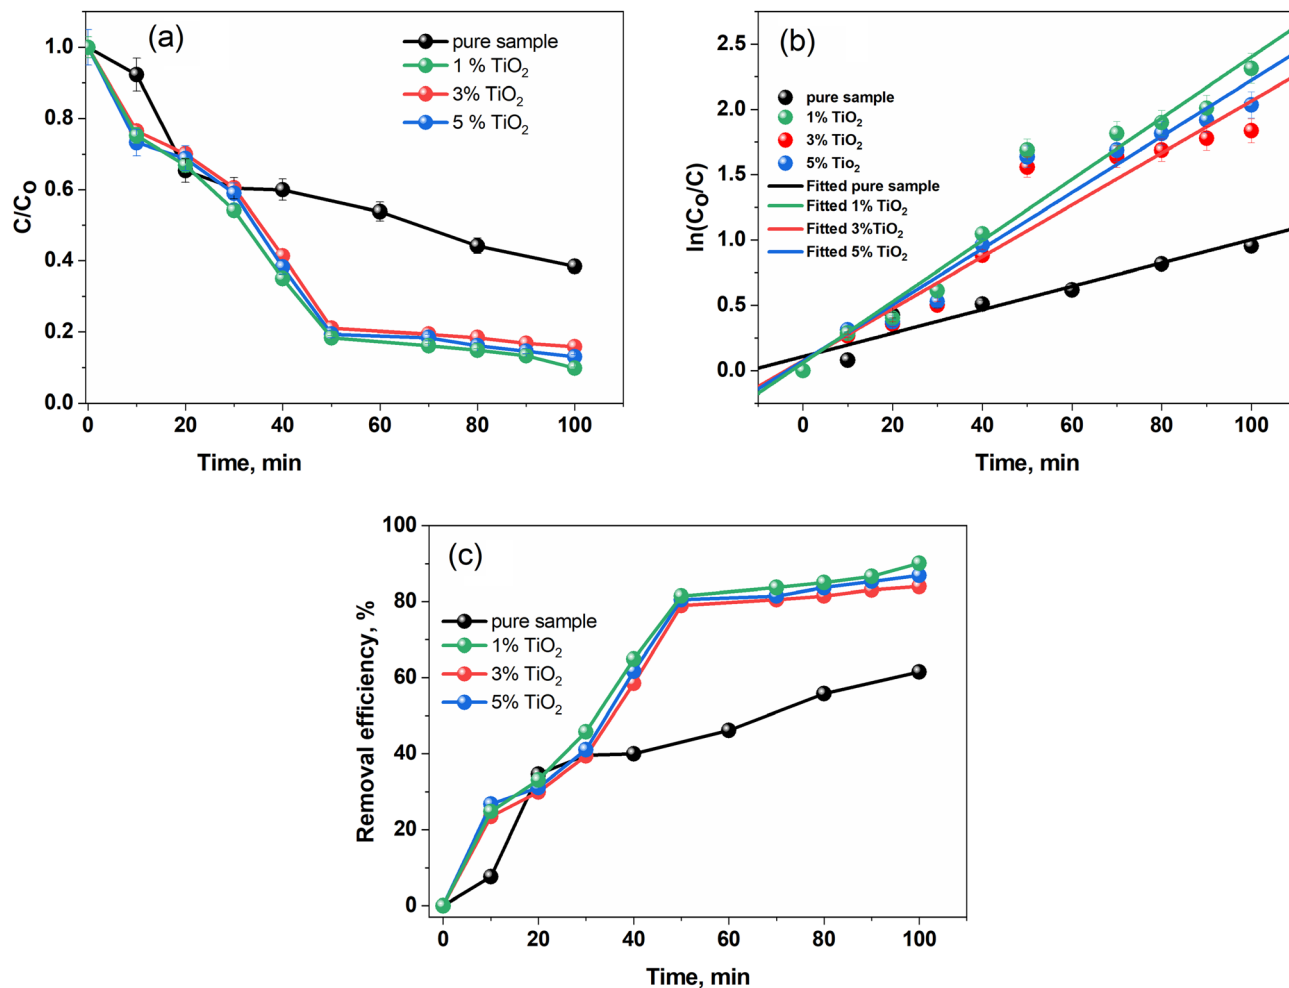 (a)
pure sample
1 % TiO₂
3% TiO₂
5 % TiO₂
C/C₀
1.0
0.8
0.6
0.4
0.2
0.0
0 20 40 60 80 100
Time, min
(b)
pure sample
1% TiO₂
3% TiO₂
5% Tio₂
Fitted pure sample
Fitted 1% TiO₂
Fitted 3%TiO₂
Fitted 5% TiO₂
ln(C₀/C)
2.5
2.0
1.5
1.0
0.5
0.0
0 20 40 60 80 100
Time, min
(c)
pure sample
1% TiO₂
3% TiO₂
5% TiO₂
Removal efficiency, %
100
80
60
40
20
0
0 20 40 60 80 100
Time, min